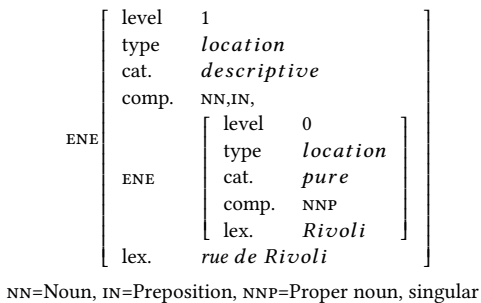 level 1
type location
cat. descriptive
comp. NN,IN,
level 0
type location
ENE ENE cat. pure
comp. NNP
lex. Rivoli
lex. rue de Rivoli
NN=Noun, IN=Preposition, NNP=Proper noun, singular